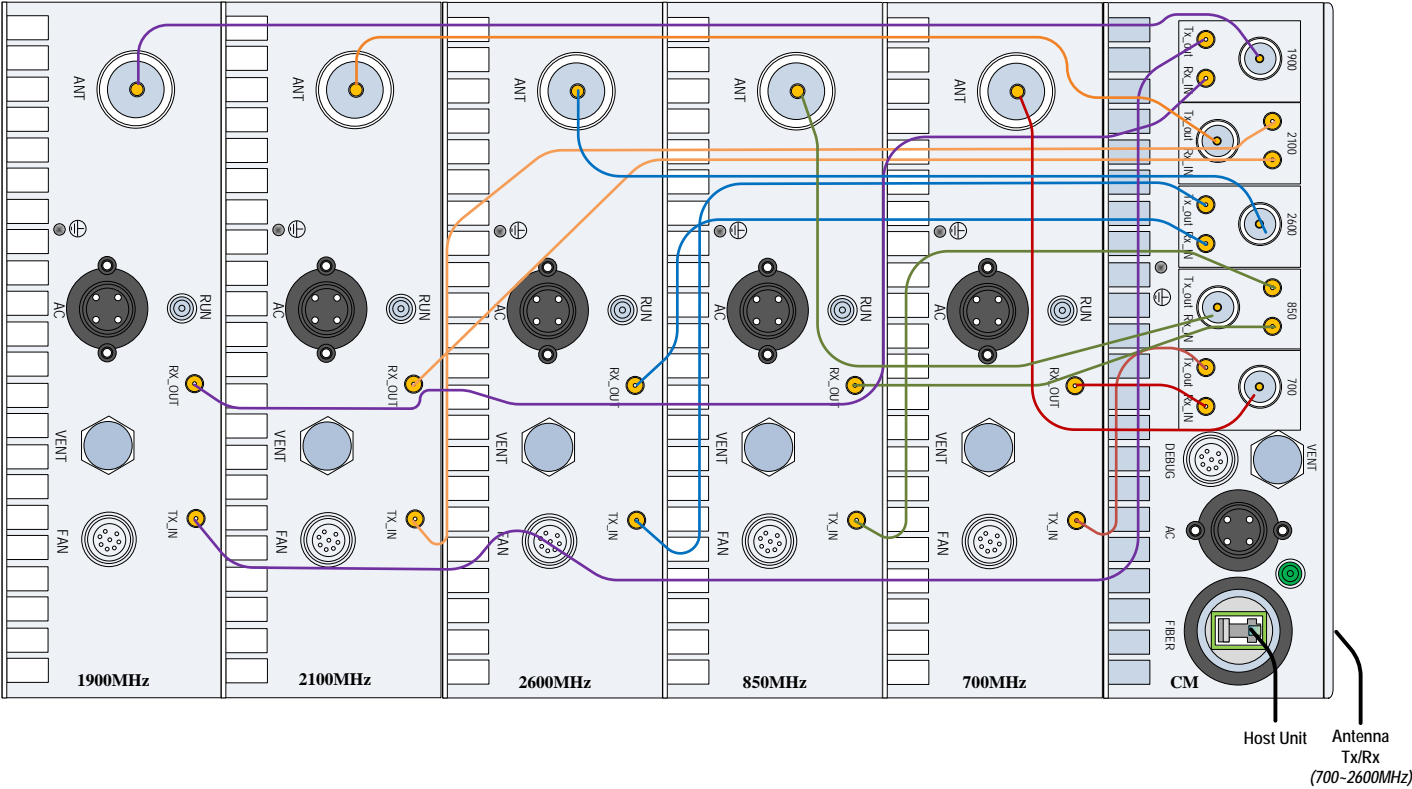 ANT
AC
RUN
RX_OUT
VENT
TX_IN
FAN
1900MHz
ANT
AC
RUN
RX_OUT
VENT
TX_IN
FAN
2100MHz
ANT
AC
RUN
RX_OUT
VENT
TX_IN
FAN
2600MHz
ANT
AC
RUN
RX_OUT
VENT
TX_IN
FAN
850MHz
ANT
AC
RUN
RX_OUT
VENT
TX_IN
FAN
700MHz
Tx_out Rx_IN
1900
Tx_out Rx_IN
2100
Tx_out Rx_IN
2600
Tx_out Rx_IN
850
Tx_out Rx_IN
700
DEBUG
VENT
AC
FIBER
CM
Host Unit
Antenna
Tx/Rx
(700~2600MHz)